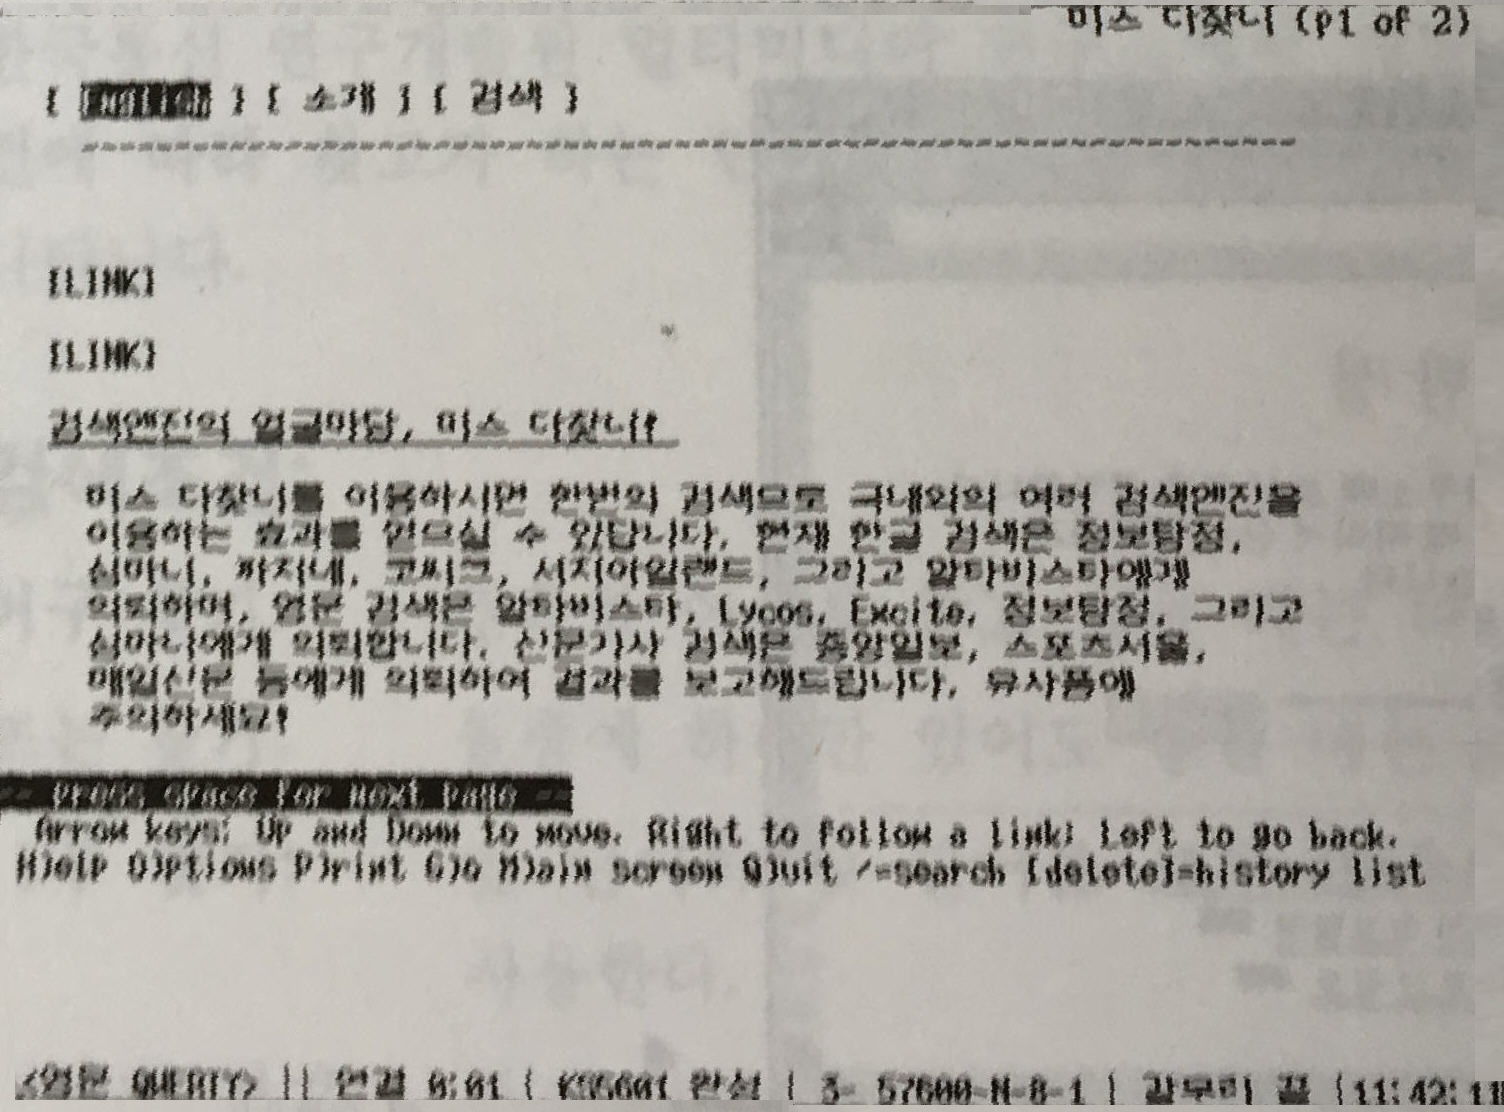 미스 다찾니 (p1 of 2)
[ English ] [ 소개 ] [ 검색 ]
[LINK]
[LINK]
검색엔진의 얼굴마담, 미스 다찾니!
미스 다찾니를 이용하시면 한번의 검색으로 국내외의 여러 검색엔진을
이용하는 효과를 얻으실 수 있답니다. 현재 한글 검색은 정보탐정,
심마니, 까치네, 코시크, 서치아일랜드, 그리고 알타비스타에게
의뢰하며, 영문 검색은 알타비스타, Lycos, Excite, 정보탐정, 그리고
심마니에게 의뢰합니다. 신문기사 검색은 중앙일보, 스포츠서울,
매일신문 등에게 의뢰하여 결과를 보고해드립니다. 유사품에
주의하세요!
-- press space for next page --
Arrow keys: Up and Down to move. Right to follow a link; Left to go back.
H)elp O)ptions P)rint G)o M)ain screen Q)uit /=search [delete]=history list
<영문 QWERTY> || 연결 0:01 | KS5601 완성 | 3- 57600-N-8-1 | 갈무리 끝 |11:42:11